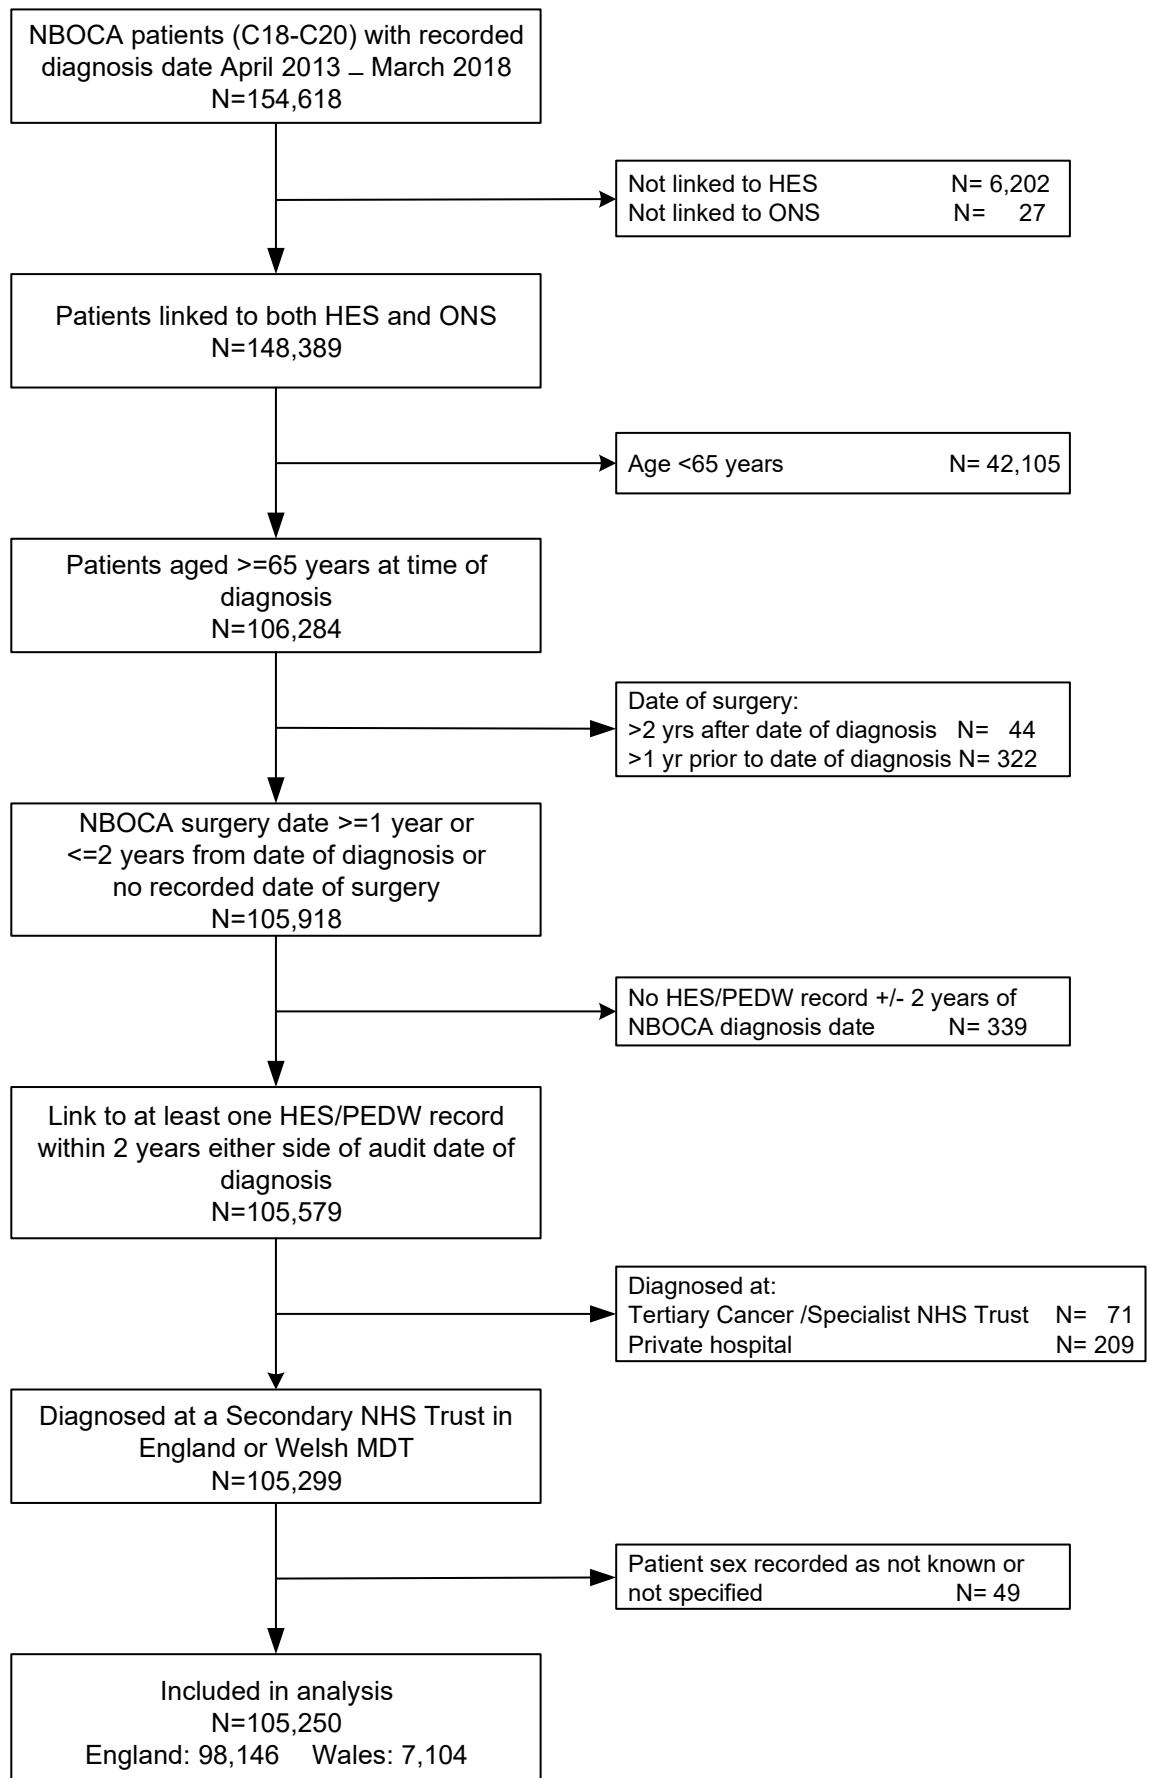 NBOCA patients (C18-C20) with recorded
diagnosis date April 2013 – March 2018
N=154,618
Not linked to HES N= 6,202
Not linked to ONS N= 27
Patients linked to both HES and ONS
N=148,389
Age <65 years N= 42,105
Patients aged >=65 years at time of
diagnosis
N=106,284
Date of surgery:
>2 yrs after date of diagnosis N= 44
>1 yr prior to date of diagnosis N= 322
NBOCA surgery date >=1 year or
<=2 years from date of diagnosis or
no recorded date of surgery
N=105,918
No HES/PEDW record +/- 2 years of
NBOCA diagnosis date N= 339
Link to at least one HES/PEDW record
within 2 years either side of audit date of
diagnosis
N=105,579
Diagnosed at:
Tertiary Cancer /Specialist NHS Trust N= 71
Private hospital N= 209
Diagnosed at a Secondary NHS Trust in
England or Welsh MDT
N=105,299
Patient sex recorded as not known or
not specified N= 49
Included in analysis
N=105,250
England: 98,146 Wales: 7,104